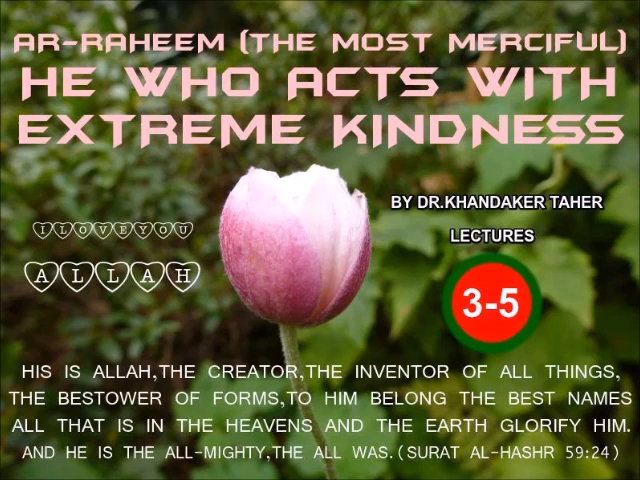 AR-RAHEEM (THE MOST MERCIFUL)
HE WHO ACTS WITH
EXTREME KINDNESS
BY DR.KHANDAKER TAHER
LECTURES
3-5
I LOVE YOU
ALLAH
HIS IS ALLAH,THE CREATOR,THE INVENTOR OF ALL THINGS,
THE BESTOWER OF FORMS,TO HIM BELONG THE BEST NAMES
ALL THAT IS IN THE HEAVENS AND THE EARTH GLORIFY HIM.
AND HE IS THE ALL-MIGHTY,THE ALL WAS.(SURAT AL-HASHR 59:24)